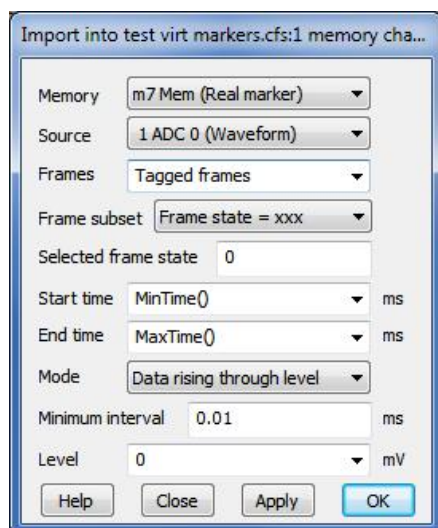 Import into test virt markers.cfs:1 memory cha...
Memory m7 Mem (Real marker)
Source 1 ADC 0 (Waveform)
Frames Tagged frames
Frame subset Frame state = xxx
Selected frame state 0
Start time MinTime() ms
End time MaxTime() ms
Mode Data rising through level
Minimum interval 0.01 ms
Level 0 mV
Help Close Apply OK